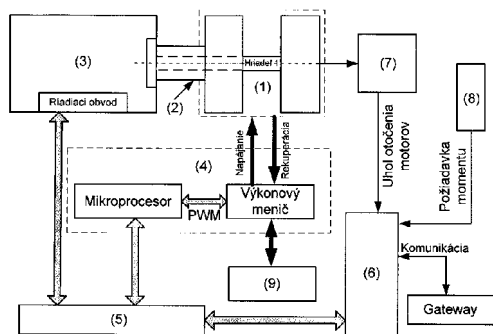 (3)
Riadiaci obvod
(2)
Hriadeľ 1
(1)
(7)
(8)
Napájanie
Rekuperácia
Uhol otočenia
motorov
Požiadavka
momentu
(4)
Mikroprocesor
PWM
Výkonový
menič
(9)
(6)
Komunikácia
Gateway
(5)